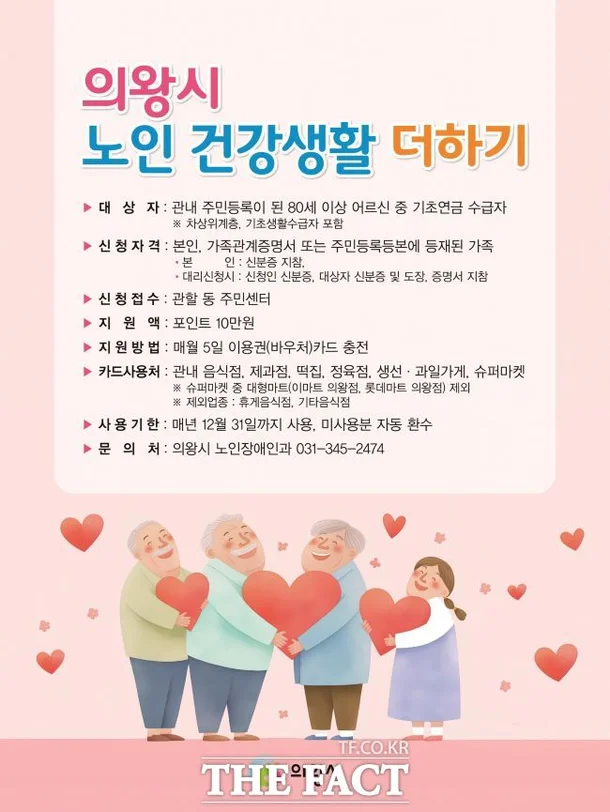 의왕시
노인 건강생활 더하기
▶ 대 상 자 : 관내 주민등록이 된 80세 이상 어르신 중 기초연금 수급자
※ 차상위계층, 기초생활수급자 포함
▶ 신청자격 : 본인, 가족관계증명서 또는 주민등록등본에 등재된 가족
• 본 인 : 신분증 지참,
• 대리신청시 : 신청인 신분증, 대상자 신분증 및 도장, 증명서 지참
▶ 신청접수 : 관할 동 주민센터
▶ 지 원 액 : 포인트 10만원
▶ 지원방법 : 매월 5일 이용권(바우처)카드 충전
▶ 카드사용처 : 관내 음식점, 제과점, 떡집, 정육점, 생선 · 과일가게, 슈퍼마켓
※ 슈퍼마켓 중 대형마트(이마트 의왕점, 롯데마트 의왕점) 제외
※ 제외업종 : 휴게음식점, 기타음식점
▶ 사용기한 : 매년 12월 31일까지 사용, 미사용분 자동 환수
▶ 문 의 처 : 의왕시 노인장애인과 031-345-2474
TF.CO.KR
THE FACT